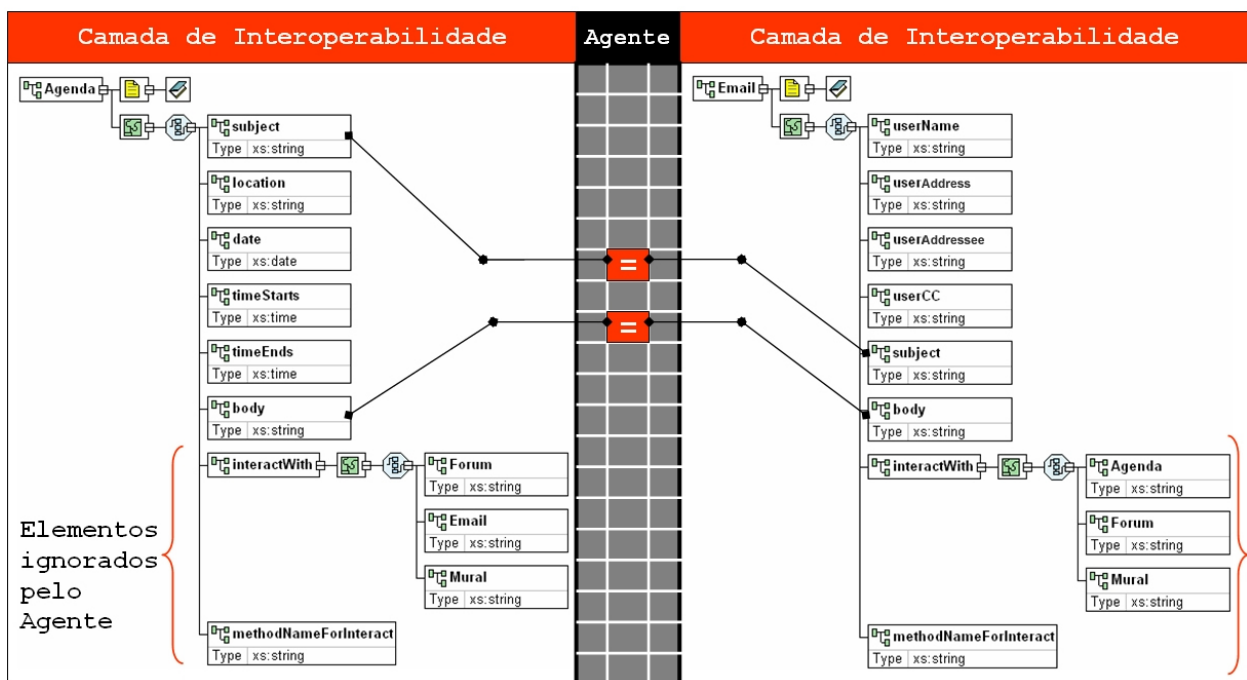 Camada de Interoperabilidade
Agente
Camada de Interoperabilidade
Agenda
subject
Type xs:string
location
Type xs:string
date
Type xs:date
timeStarts
Type xs:time
timeEnds
Type xs:time
body
Type xs:string
interactWith
Forum
Type xs:string
Email
Type xs:string
Mural
Type xs:string
methodNameForInteract
Type xs:string
Elementos
ignorados
pelo
Agente
=
=
Email
userName
Type xs:string
userAddress
Type xs:string
userAddressee
Type xs:string
userCC
Type xs:string
subject
Type xs:string
body
Type xs:string
interactWith
Agenda
Type xs:string
Forum
Type xs:string
Mural
Type xs:string
methodNameForInteract
Type xs:string